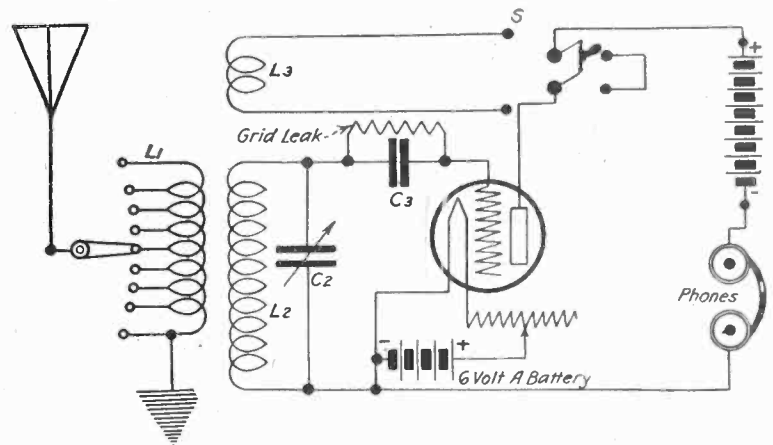 S
L3
+
Grid Leak
L1
C3
-
C2
L2
Phones
- +
6 Volt A Battery